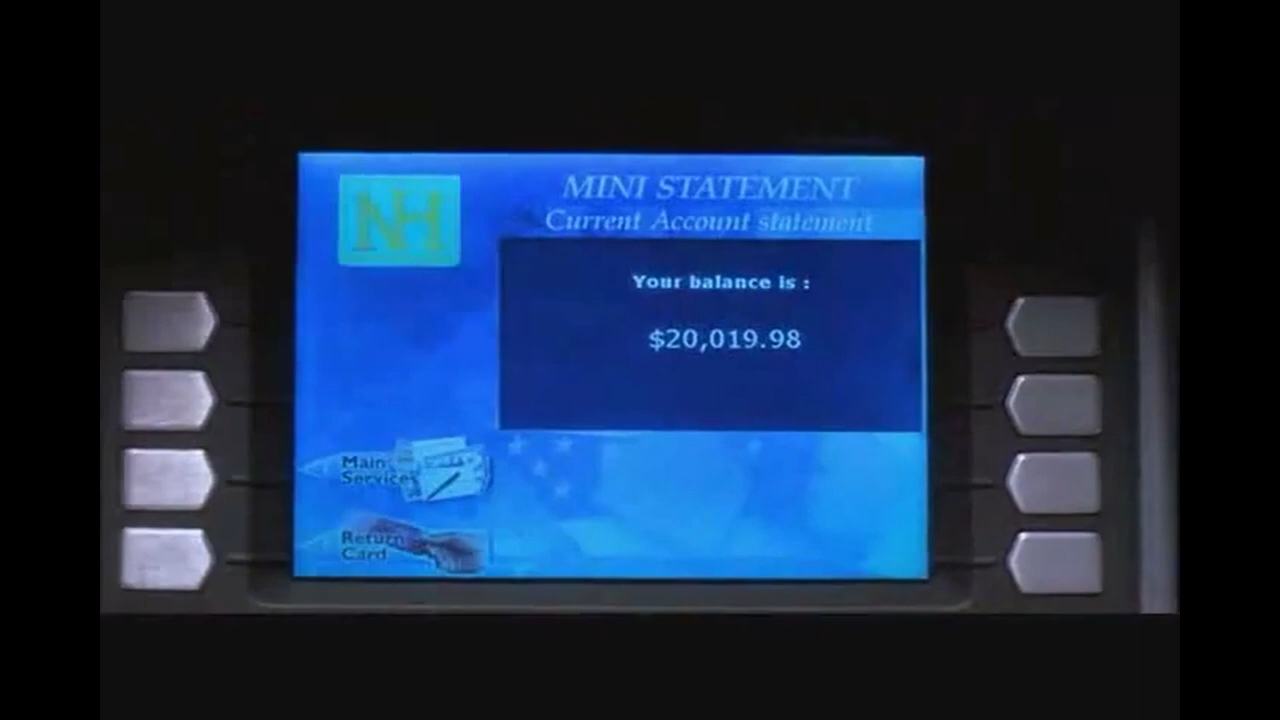 NH
MINI STATEMENT
Current Account statement
Your balance is :
$20,019.98
Main
Services
Return
Card